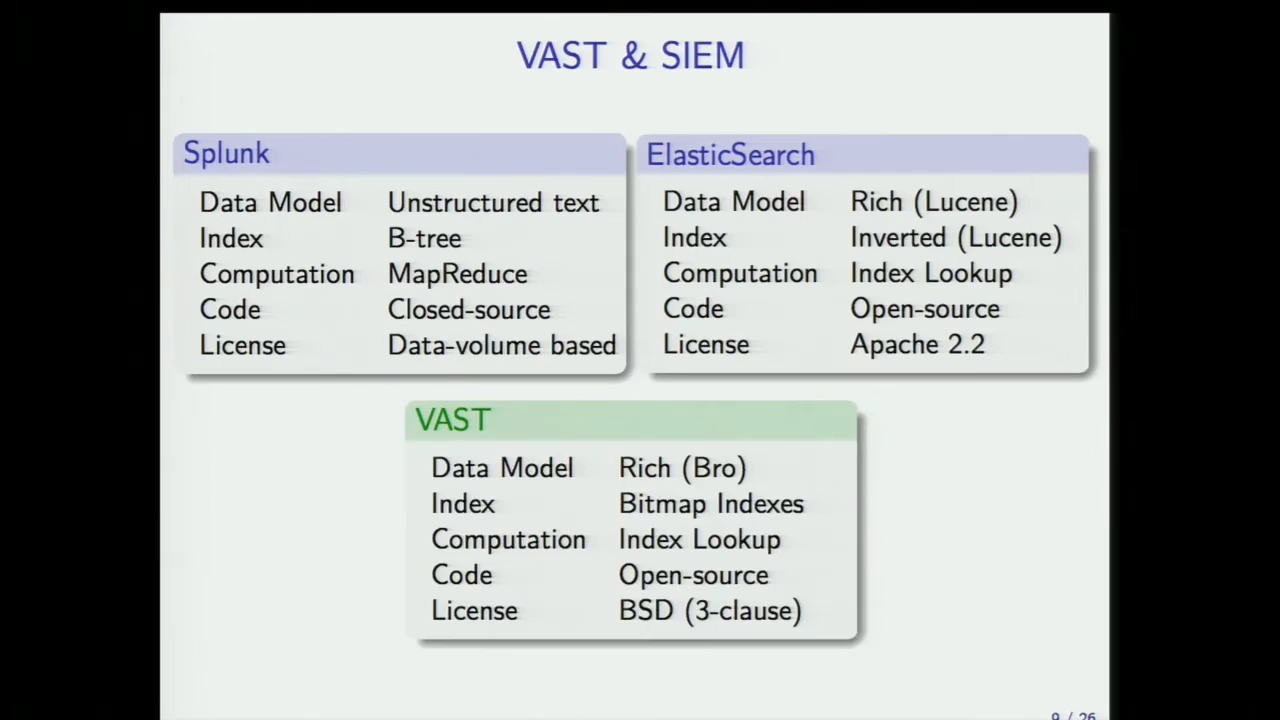 VAST & SIEM
Splunk
Data Model Unstructured text
Index B-tree
Computation MapReduce
Code Closed-source
License Data-volume based
ElasticSearch
Data Model Rich (Lucene)
Index Inverted (Lucene)
Computation Index Lookup
Code Open-source
License Apache 2.2
VAST
Data Model Rich (Bro)
Index Bitmap Indexes
Computation Index Lookup
Code Open-source
License BSD (3-clause)
9 / 26